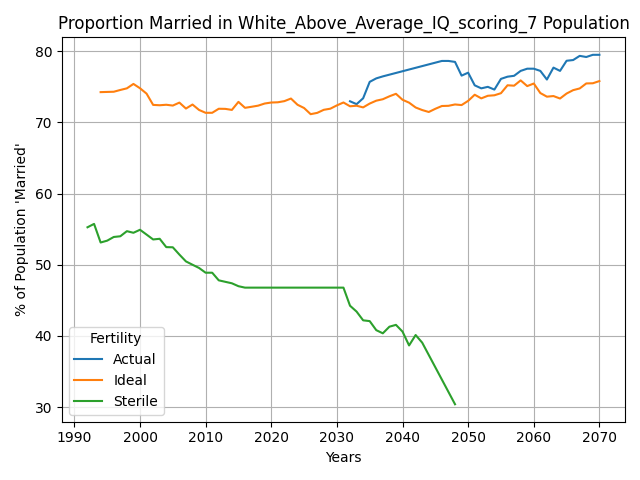 Proportion Married in White_Above_Average_IQ_scoring_7 Population
% of Population 'Married'
80
70
60
50
40
30
Fertility
Actual
Ideal
Sterile
1990 2000 2010 2020 2030 2040 2050 2060 2070
Years